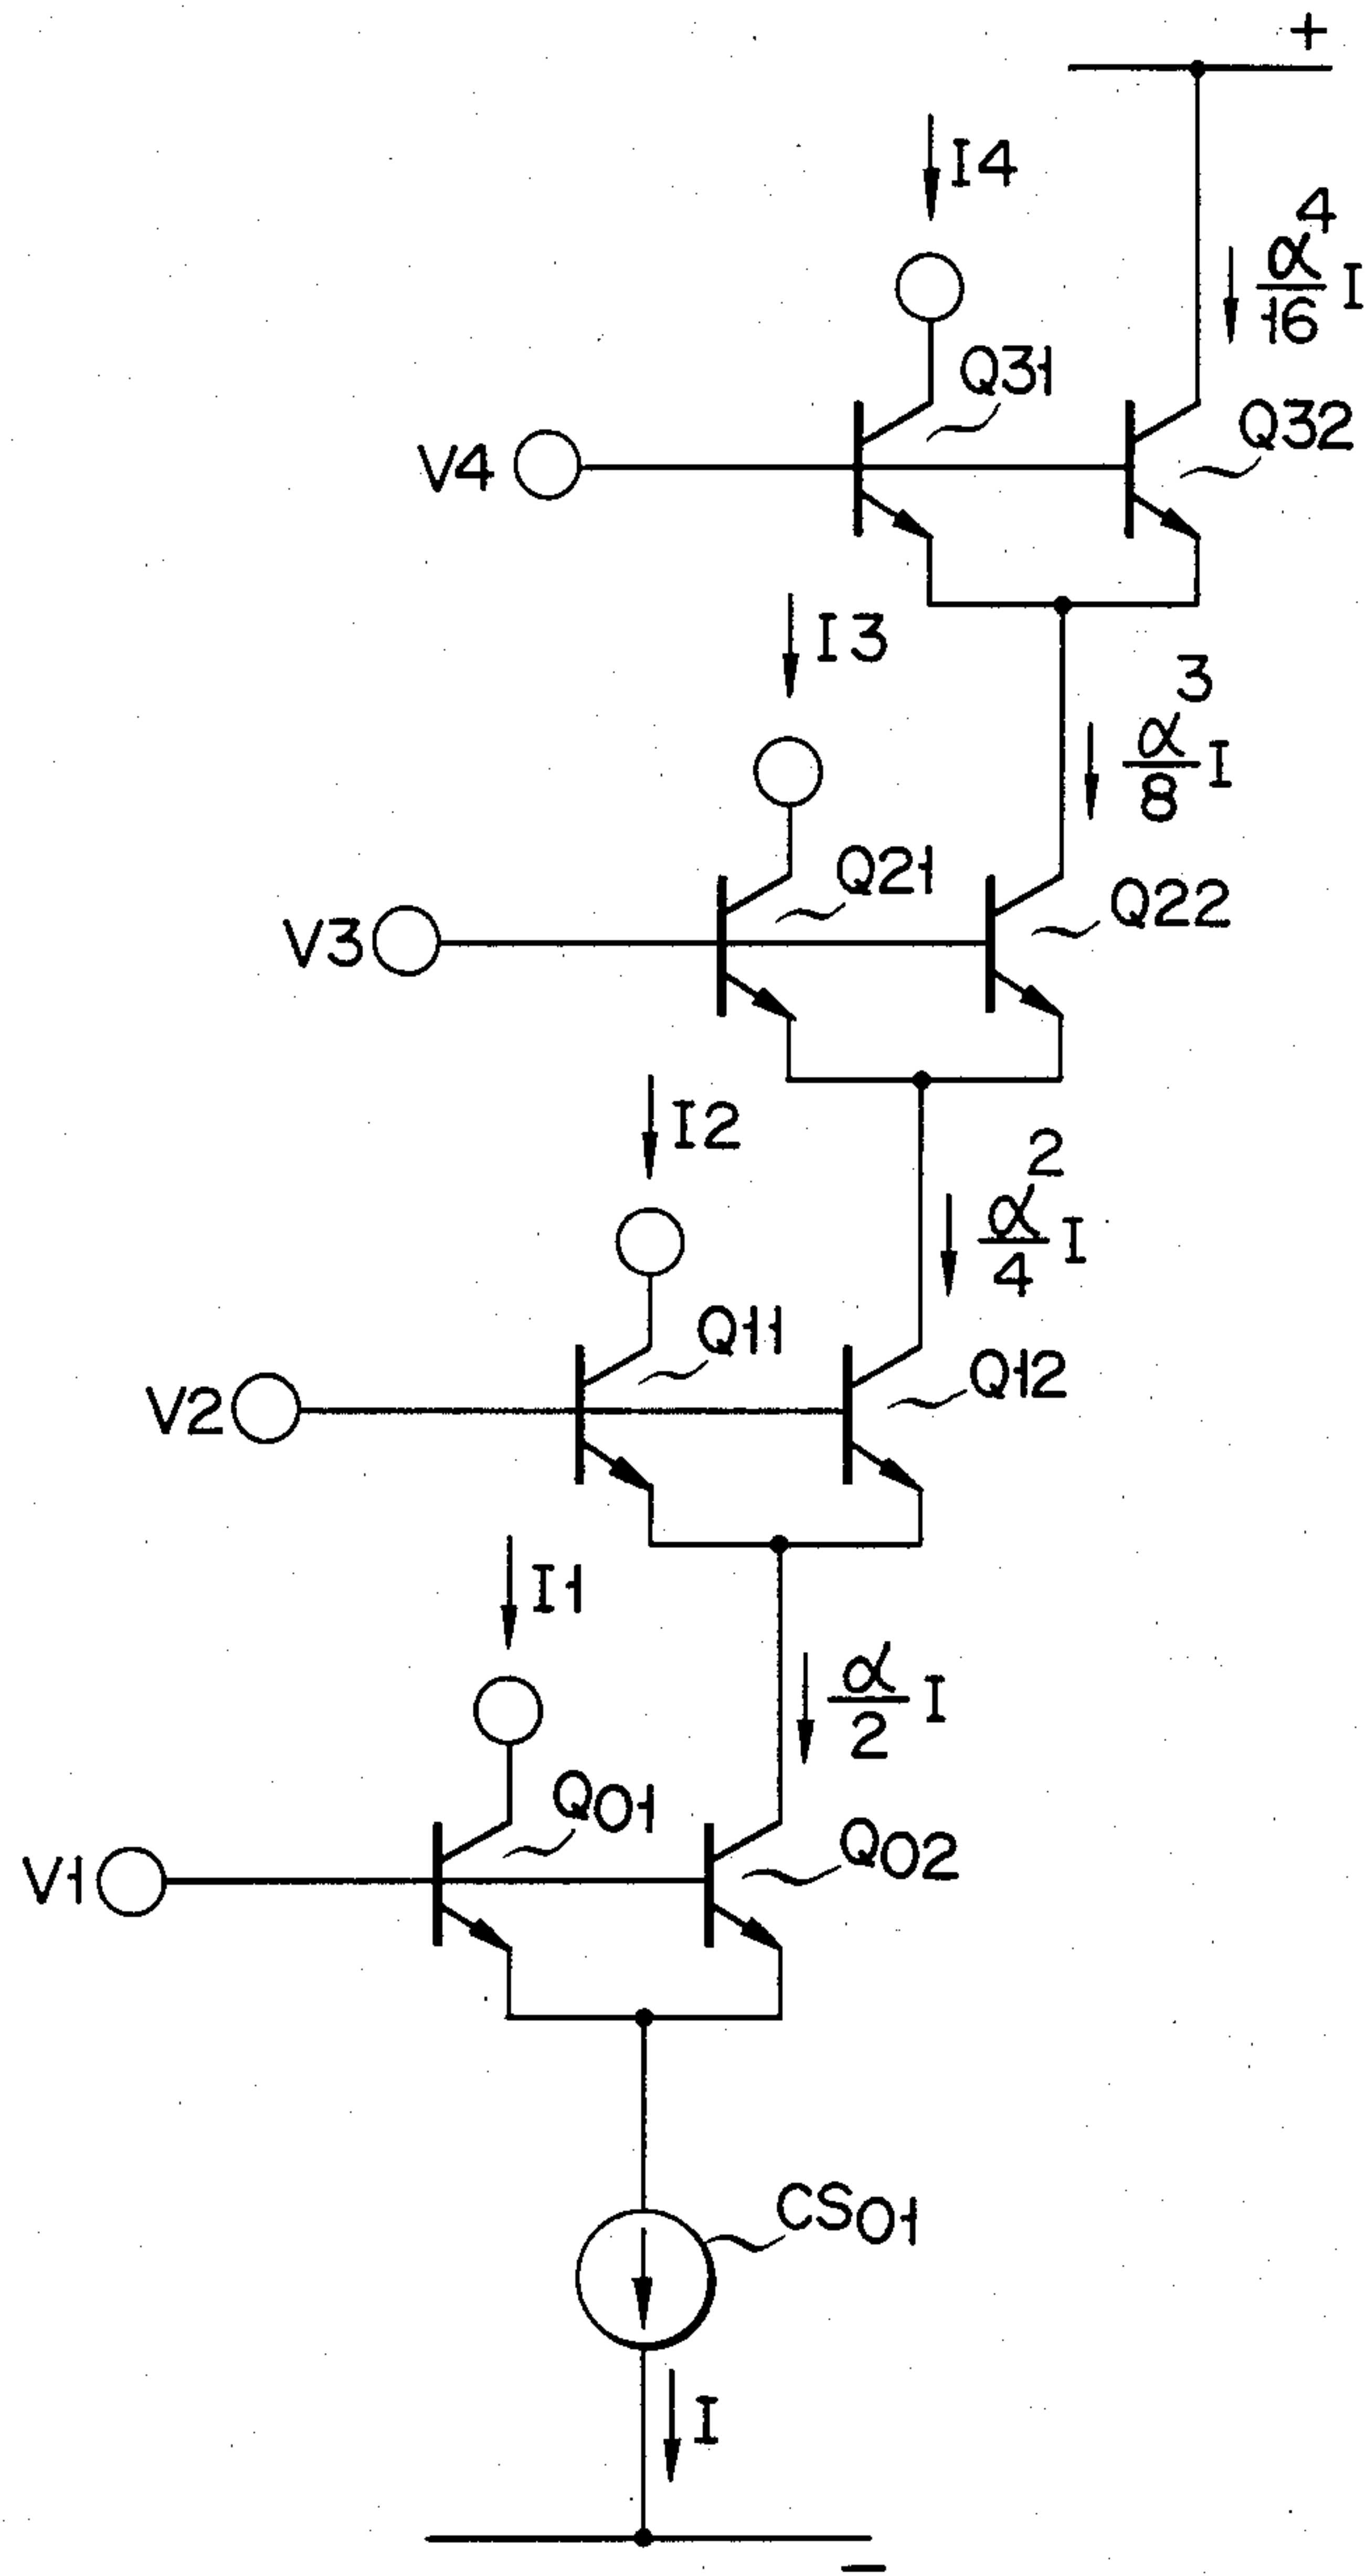 +
I4
α⁴/16 I
Q31
Q32
V4
I3
α³/8 I
Q21
Q22
V3
I2
α²/4 I
Q11
Q12
V2
I1
α/2 I
Q01
Q02
V1
CS01
I
−